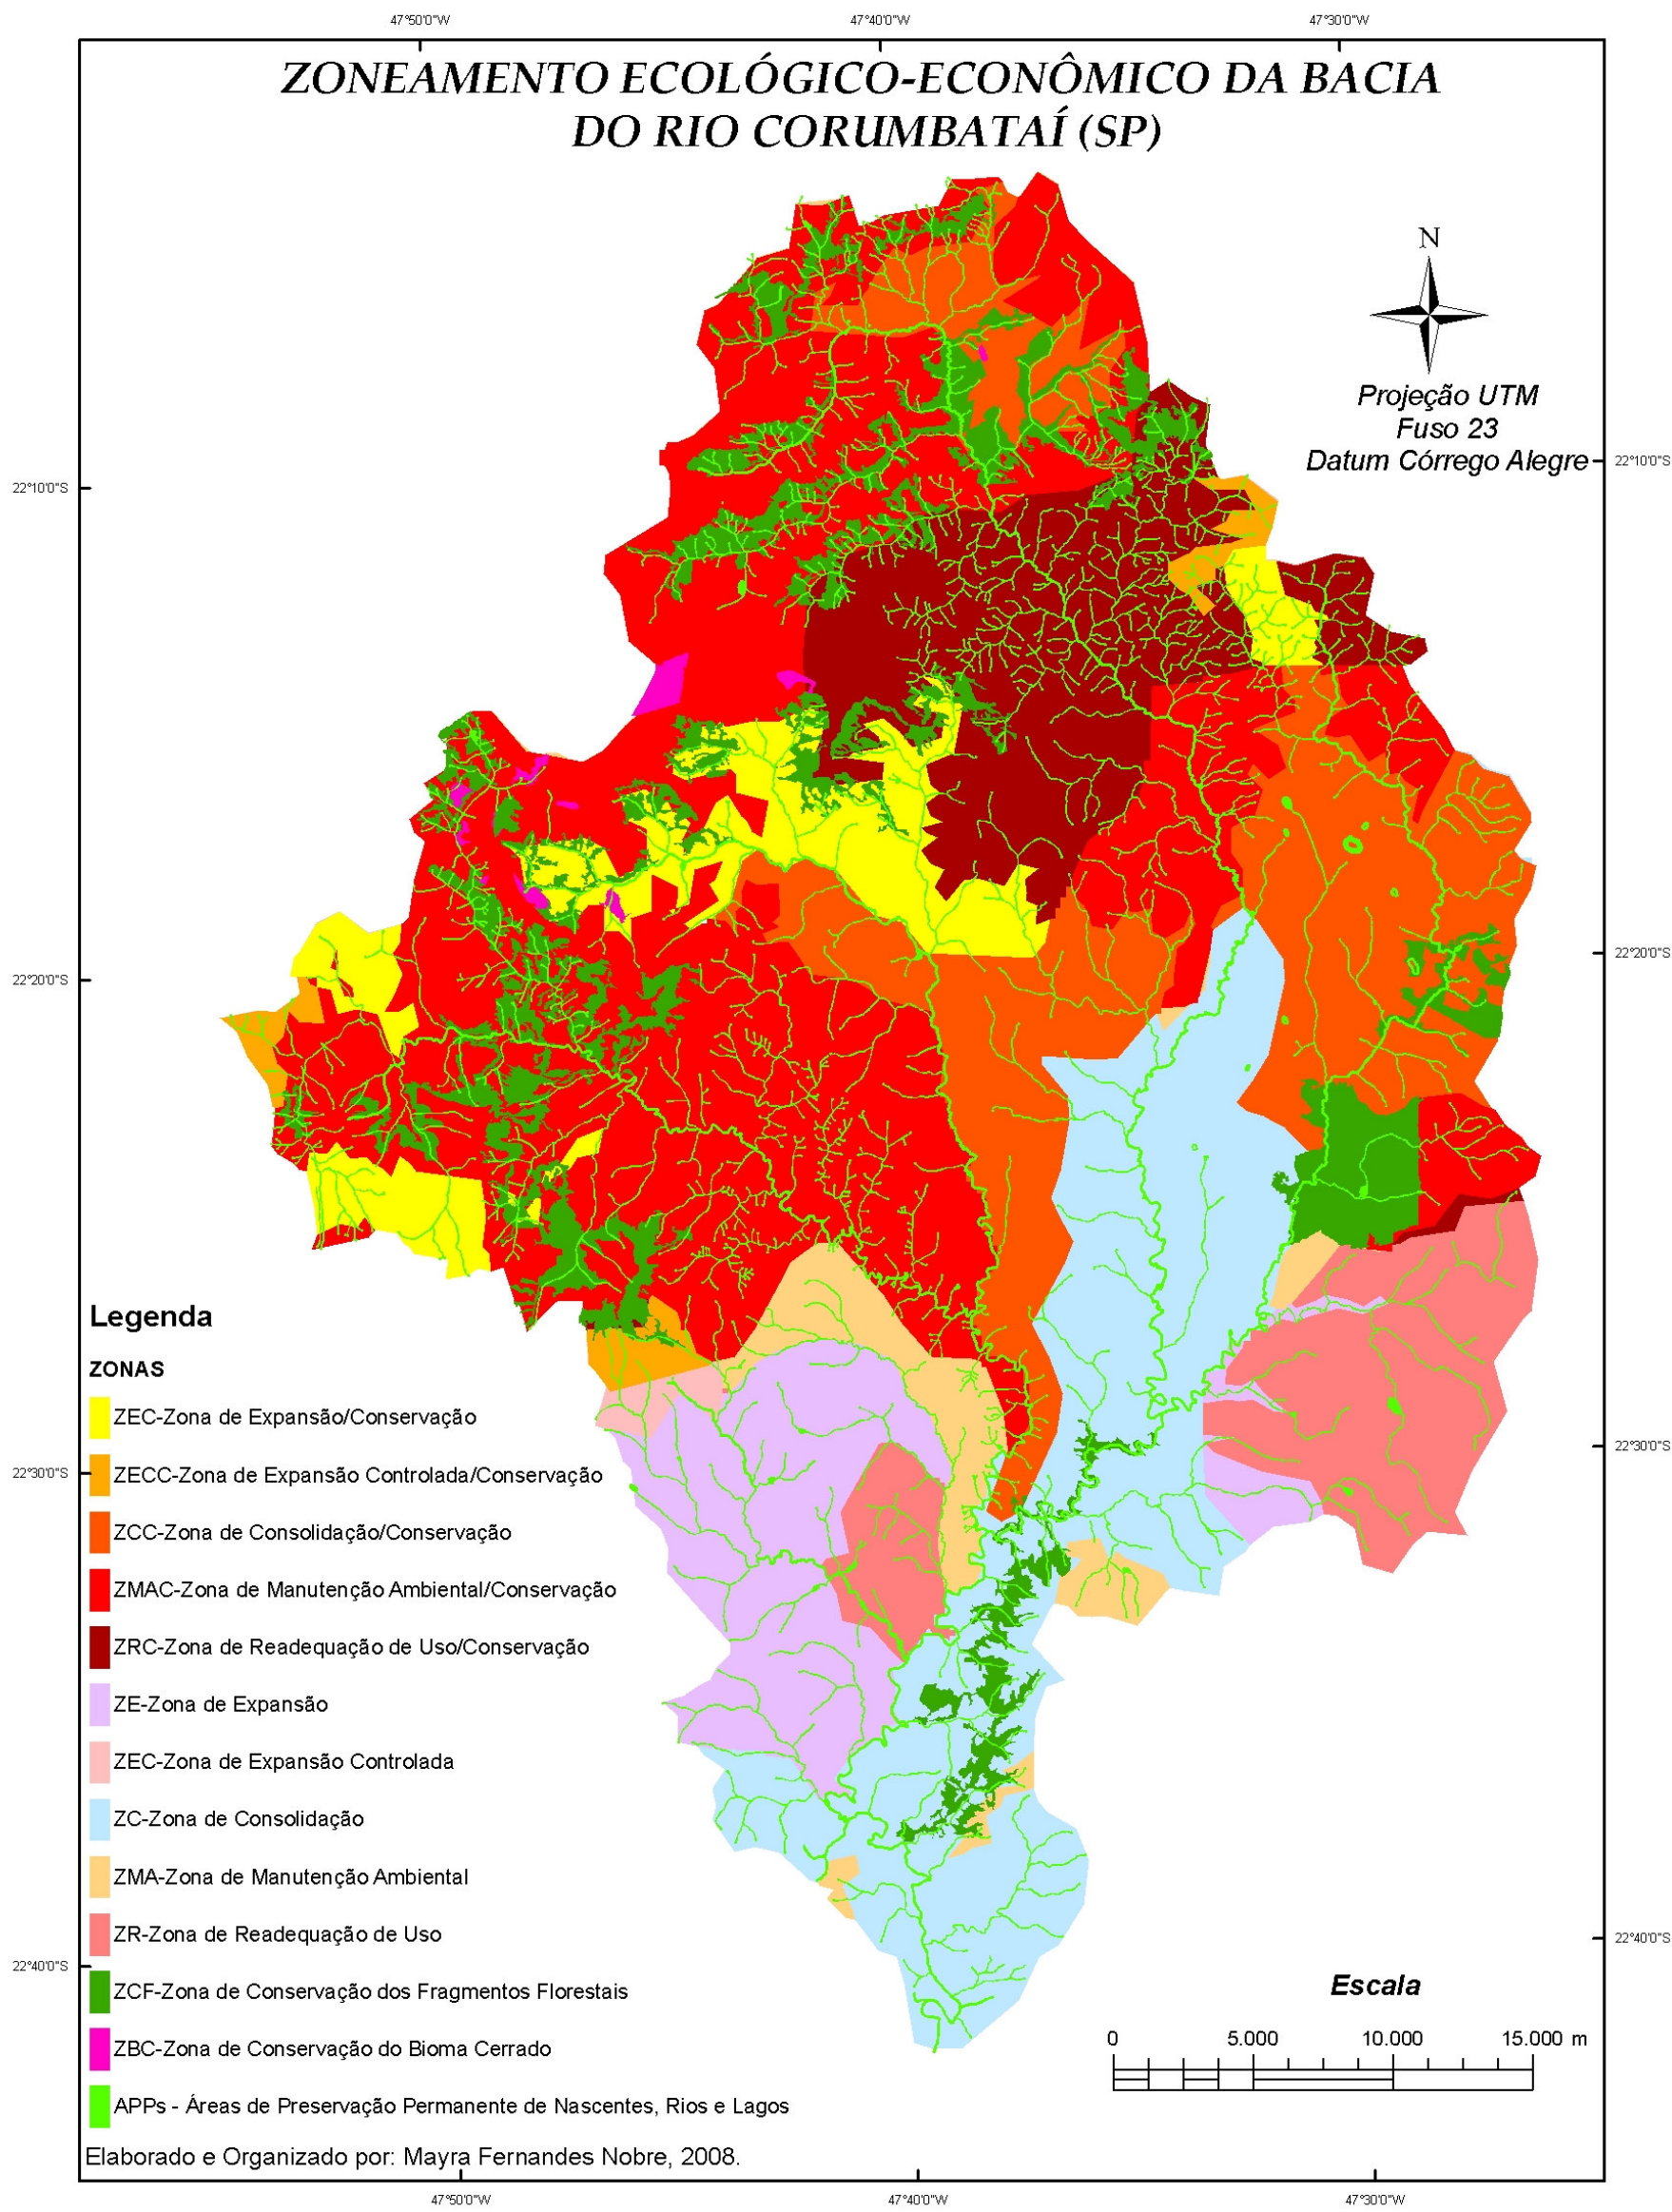 47°50'0"W
47°40'0"W
47°30'0"W
ZONEAMENTO ECOLÓGICO-ECONÔMICO DA BACIA
DO RIO CORUMBATAÍ (SP)
N
Projeção UTM
Fuso 23
Datum Córrego Alegre
22°10'0"S
22°10'0"S
22°20'0"S
22°20'0"S
Legenda
ZONAS
ZEC-Zona de Expansão/Conservação
ZECC-Zona de Expansão Controlada/Conservação
ZCC-Zona de Consolidação/Conservação
ZMAC-Zona de Manutenção Ambiental/Conservação
ZRC-Zona de Readequação de Uso/Conservação
ZE-Zona de Expansão
ZEC-Zona de Expansão Controlada
ZC-Zona de Consolidação
ZMA-Zona de Manutenção Ambiental
ZR-Zona de Readequação de Uso
ZCF-Zona de Conservação dos Fragmentos Florestais
ZBC-Zona de Conservação do Bioma Cerrado
APPs - Áreas de Preservação Permanente de Nascentes, Rios e Lagos
22°30'0"S
22°30'0"S
22°40'0"S
22°40'0"S
Escala
0 5.000 10.000 15.000 m
Elaborado e Organizado por: Mayra Fernandes Nobre, 2008.
47°50'0"W
47°40'0"W
47°30'0"W